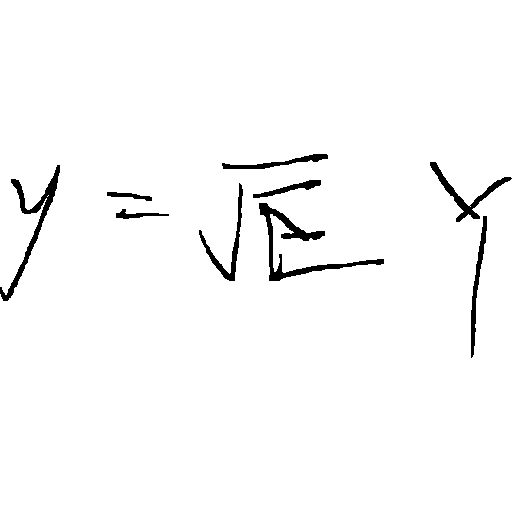 y = √E Y